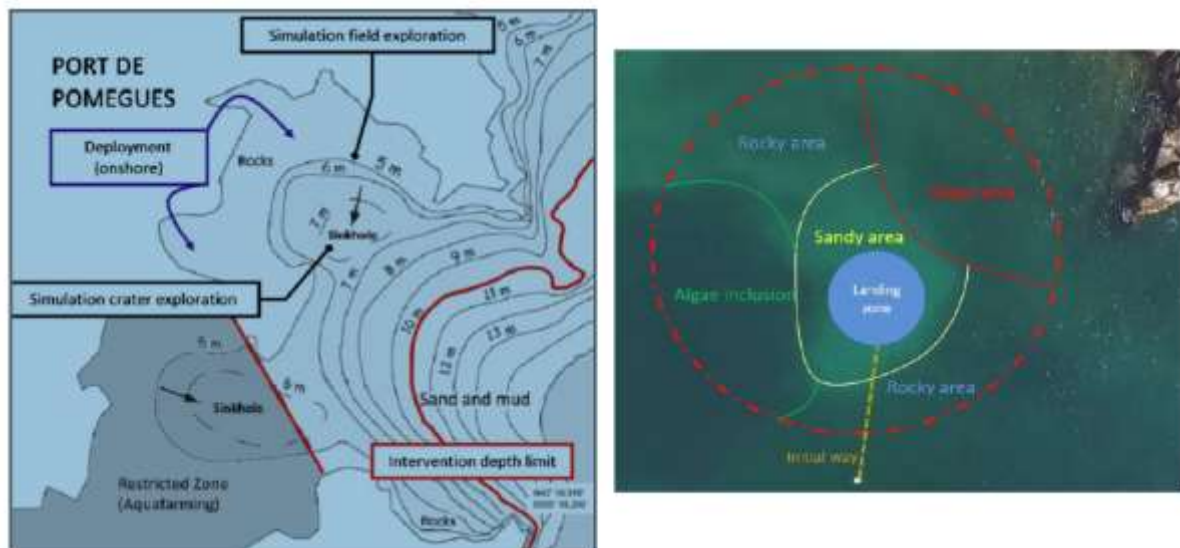 Simulation field exploration
PORT DE
POMEGUES
Deployment
(onshore)
Rocks
5 m
6 m
7 m
5 m
6 m
7 m
Sinkhole
Simulation crater exploration
7 m
8 m
9 m
10 m
11 m
12 m
13 m
5 m
8 m
Sinkhole
Sand and mud
Intervention depth limit
Restricted Zone
(Aquafarming)
Rocks
Rocky area
Sandy area
Algae inclusion
Landing
zone
Rocky area
Initial way